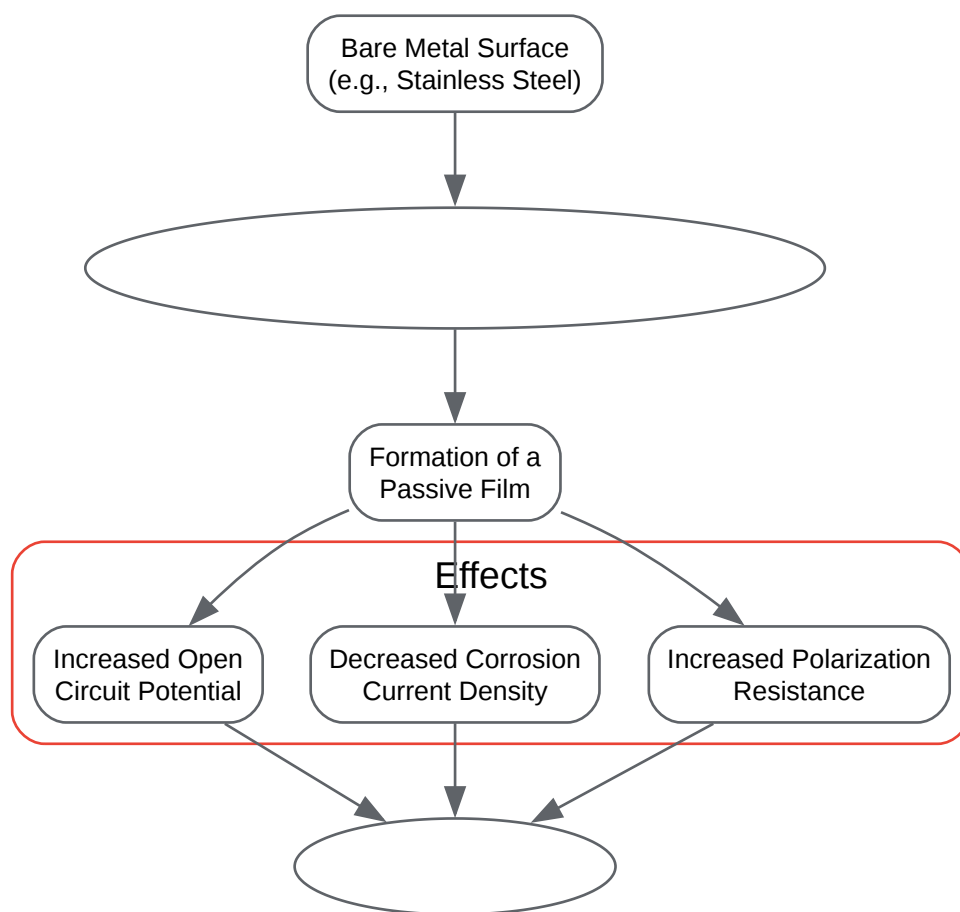 Bare Metal Surface
(e.g., Stainless Steel)
Formation of a
Passive Film
Effects
Increased Open
Circuit Potential
Decreased Corrosion
Current Density
Increased Polarization
Resistance